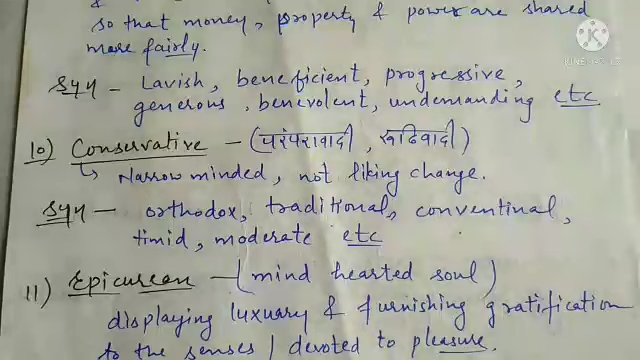 so that money, property & power are shared
more fairly.
Syn - Lavish, beneficient, progressive,
generous, benevolent, undemanding etc
10) Conservative - (परंपरावादी, रूढिवादी)
↳ Narrow minded, not liking change.
Syn - orthodox, traditional, conventinal,
timid, moderate etc
11) Epicurean - (mind hearted soul)
displaying luxuary & furnishing gratification
to the senses / devoted to pleasure.